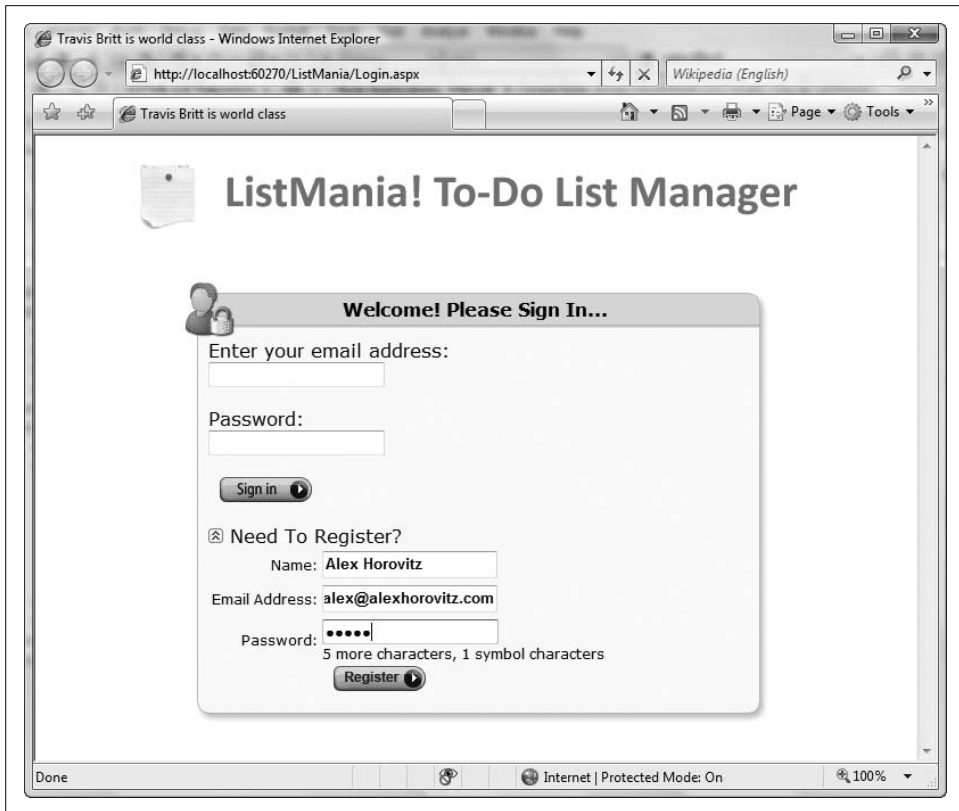 Travis Britt is world class - Windows Internet Explorer
http://localhost:60270/ListMania/Login.aspx
Wikipedia (English)
Travis Britt is world class
Page
Tools
ListMania! To-Do List Manager
Welcome! Please Sign In...
Enter your email address:
Password:
Sign in
Need To Register?
Name: Alex Horovitz
Email Address: alex@alexhorovitz.com
Password: •••••
5 more characters, 1 symbol characters
Register
Done
Internet | Protected Mode: On
100%